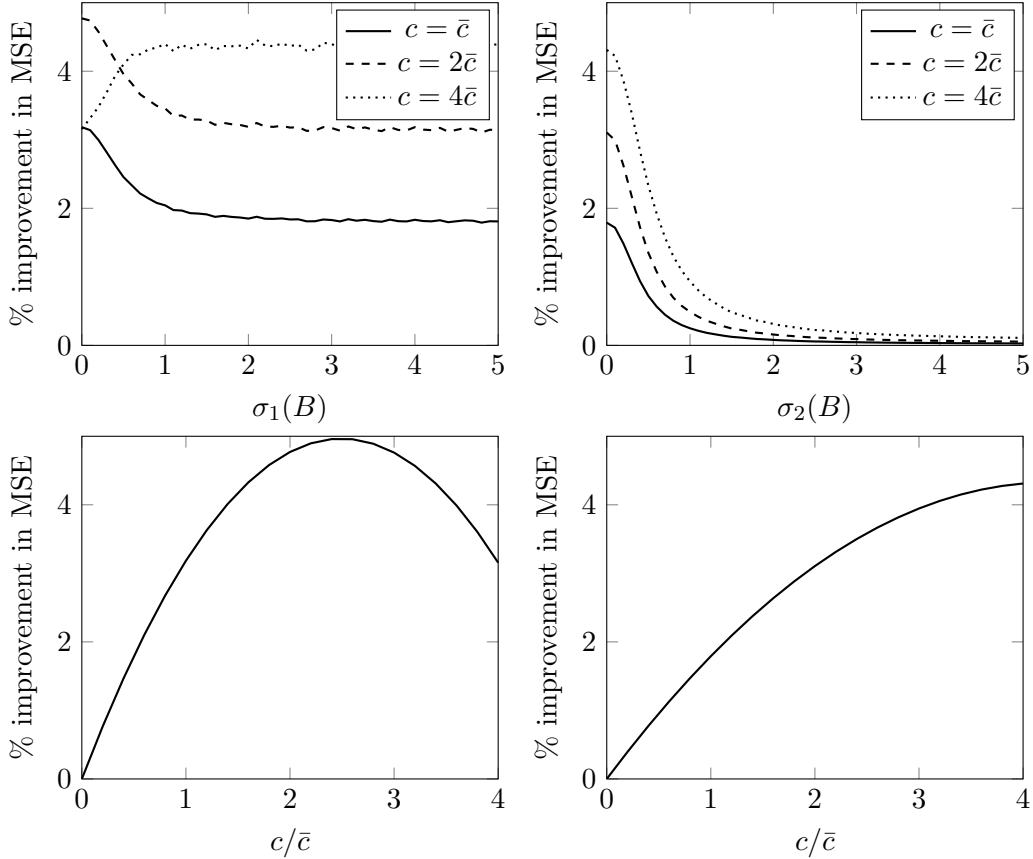 % improvement in MSE
4
2
0
c = c̄
c = 2c̄
c = 4c̄
0 1 2 3 4 5
σ₁(B)
% improvement in MSE
4
2
0
c = c̄
c = 2c̄
c = 4c̄
0 1 2 3 4 5
σ₂(B)
% improvement in MSE
4
2
0
0 1 2 3 4
c/c̄
% improvement in MSE
4
2
0
0 1 2 3 4
c/c̄